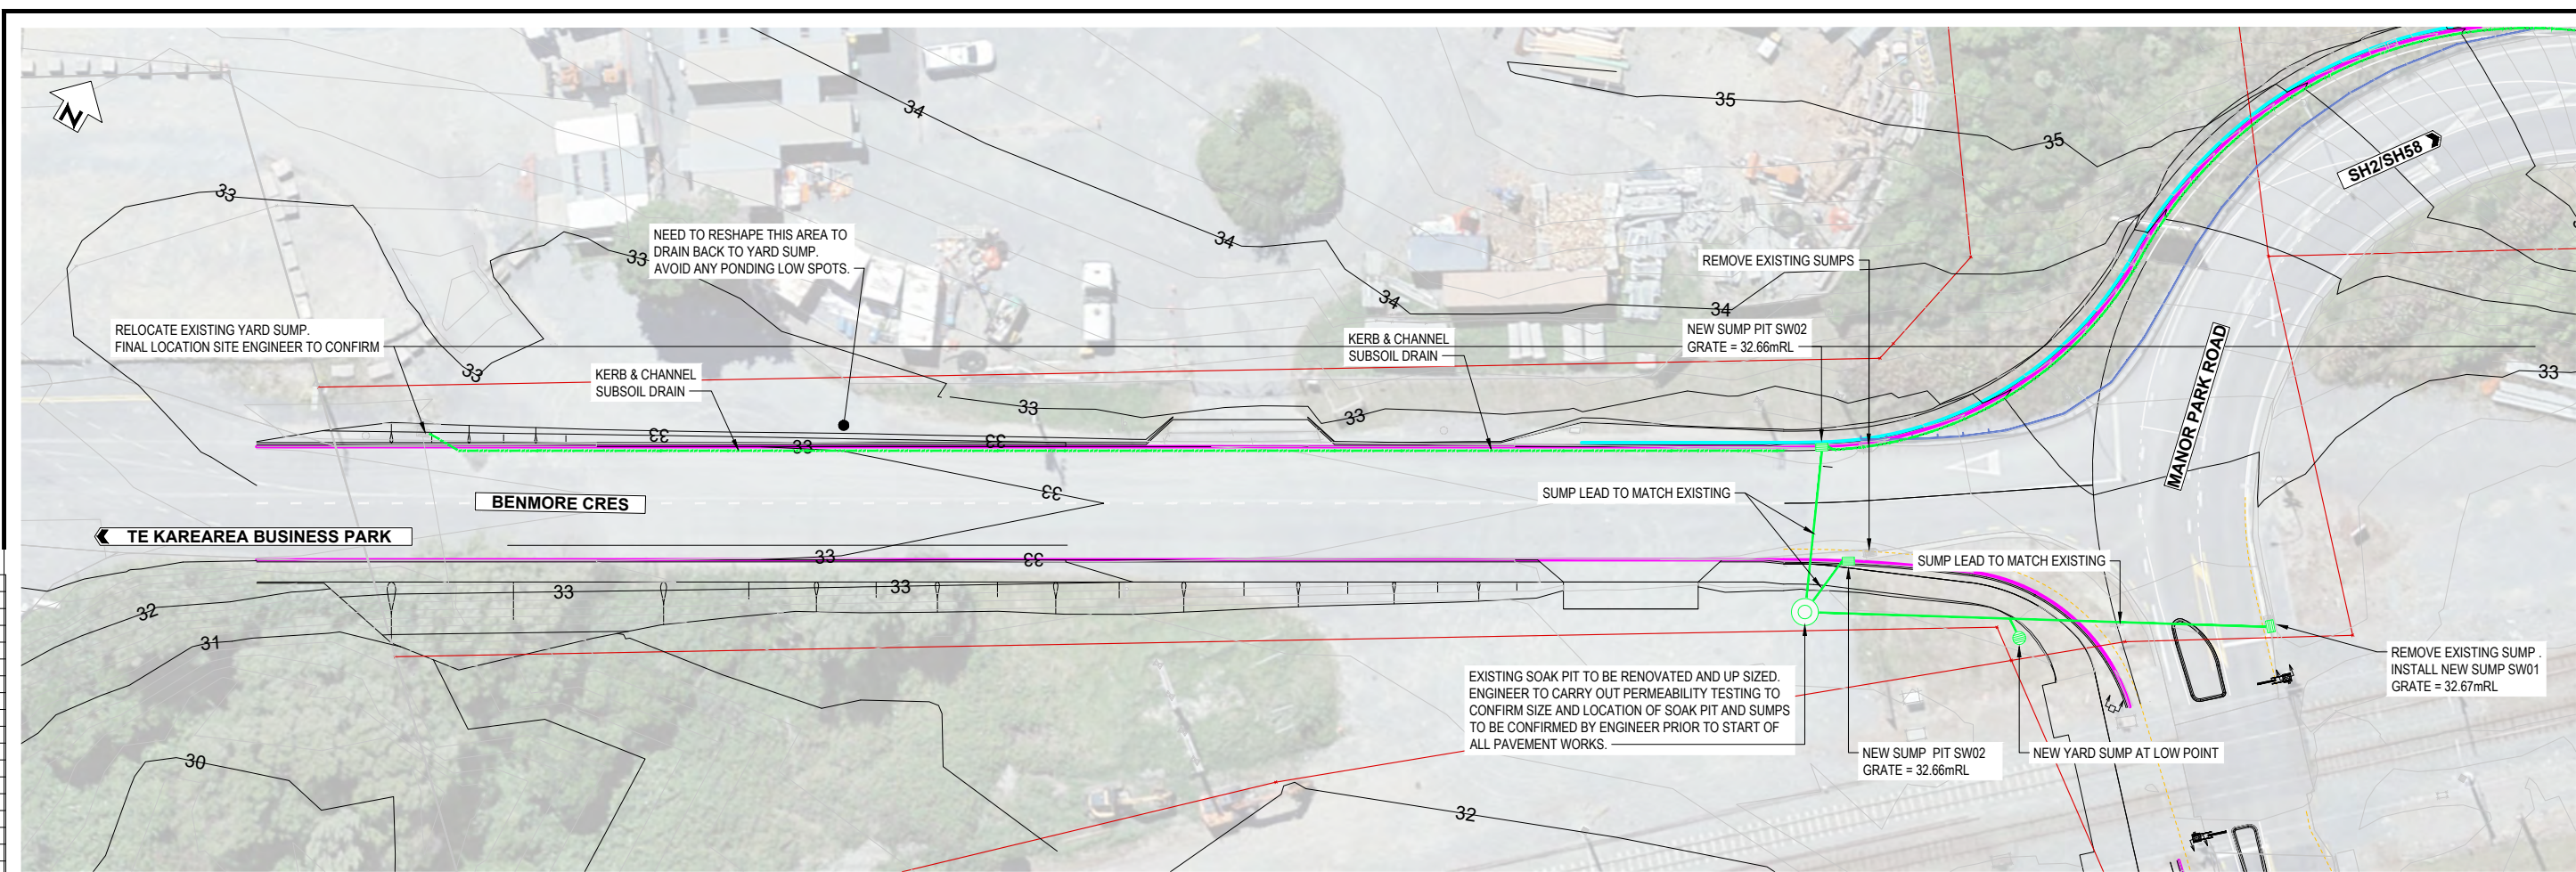 N
35
34
35
SH2/SH58
33
NEED TO RESHAPE THIS AREA TO
DRAIN BACK TO YARD SUMP.
AVOID ANY PONDING LOW SPOTS.
33
34
REMOVE EXISTING SUMPS
34
34
RELOCATE EXISTING YARD SUMP.
FINAL LOCATION SITE ENGINEER TO CONFIRM
KERB & CHANNEL
SUBSOIL DRAIN
NEW SUMP PIT SW02
GRATE = 32.66mRL
MANOR PARK ROAD
33
33
KERB & CHANNEL
SUBSOIL DRAIN
33
33
33
33
33
33
BENMORE CRES
SUMP LEAD TO MATCH EXISTING
TE KAREAREA BUSINESS PARK
33
33
SUMP LEAD TO MATCH EXISTING
33
33
32
31
REMOVE EXISTING SUMP .
INSTALL NEW SUMP SW01
GRATE = 32.67mRL
EXISTING SOAK PIT TO BE RENOVATED AND UP SIZED.
ENGINEER TO CARRY OUT PERMEABILITY TESTING TO
CONFIRM SIZE AND LOCATION OF SOAK PIT AND SUMPS
TO BE CONFIRMED BY ENGINEER PRIOR TO START OF
ALL PAVEMENT WORKS.
NEW SUMP PIT SW02
GRATE = 32.66mRL
NEW YARD SUMP AT LOW POINT
30
32